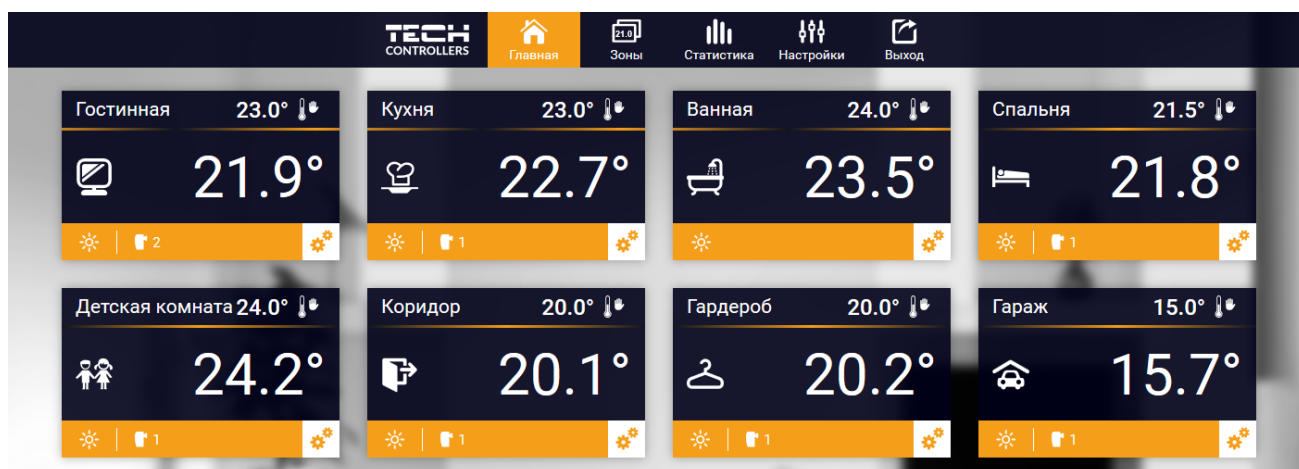 TECH
CONTROLLERS
Главная
21.0
Зоны
Статистика
Настройки
Выход
Гостинная 23.0°
21.9°
2
Кухня 23.0°
22.7°
1
Ванная 24.0°
23.5°
Спальня 21.5°
21.8°
1
Детская комната 24.0°
24.2°
1
Коридор 20.0°
20.1°
1
Гардероб 20.0°
20.2°
1
Гараж 15.0°
15.7°
1